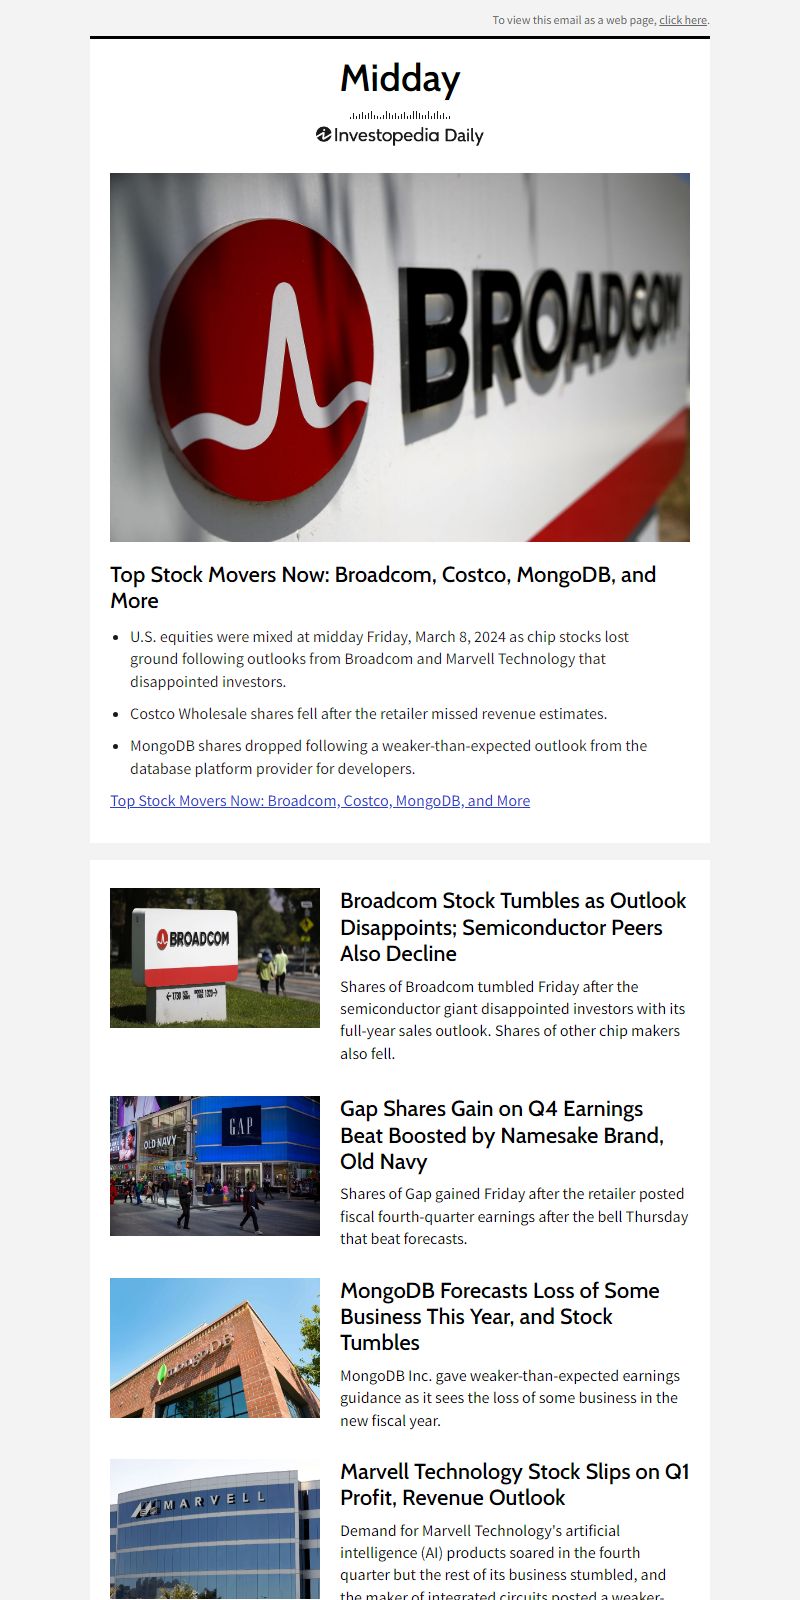 To view this email as a web page, click here.
Midday
Investopedia Daily
BROADCOM
Top Stock Movers Now: Broadcom, Costco, MongoDB, and
More
• U.S. equities were mixed at midday Friday, March 8, 2024 as chip stocks lost
ground following outlooks from Broadcom and Marvell Technology that
disappointed investors.
• Costco Wholesale shares fell after the retailer missed revenue estimates.
• MongoDB shares dropped following a weaker-than-expected outlook from the
database platform provider for developers.
Top Stock Movers Now: Broadcom, Costco, MongoDB, and More
BROADCOM
Broadcom Stock Tumbles as Outlook
Disappoints; Semiconductor Peers
Also Decline
Shares of Broadcom tumbled Friday after the
semiconductor giant disappointed investors with its
full-year sales outlook. Shares of other chip makers
also fell.
OLD NAVY
GAP
Gap Shares Gain on Q4 Earnings
Beat Boosted by Namesake Brand,
Old Navy
Shares of Gap gained Friday after the retailer posted
fiscal fourth-quarter earnings after the bell Thursday
that beat forecasts.
mongoDB
MongoDB Forecasts Loss of Some
Business This Year, and Stock
Tumbles
MongoDB Inc. gave weaker-than-expected earnings
guidance as it sees the loss of some business in the
new fiscal year.
MARVELL
Marvell Technology Stock Slips on Q1
Profit, Revenue Outlook
Demand for Marvell Technology's artificial
intelligence (AI) products soared in the fourth
quarter but the rest of its business stumbled, and
the maker of integrated circuits posted a weaker-